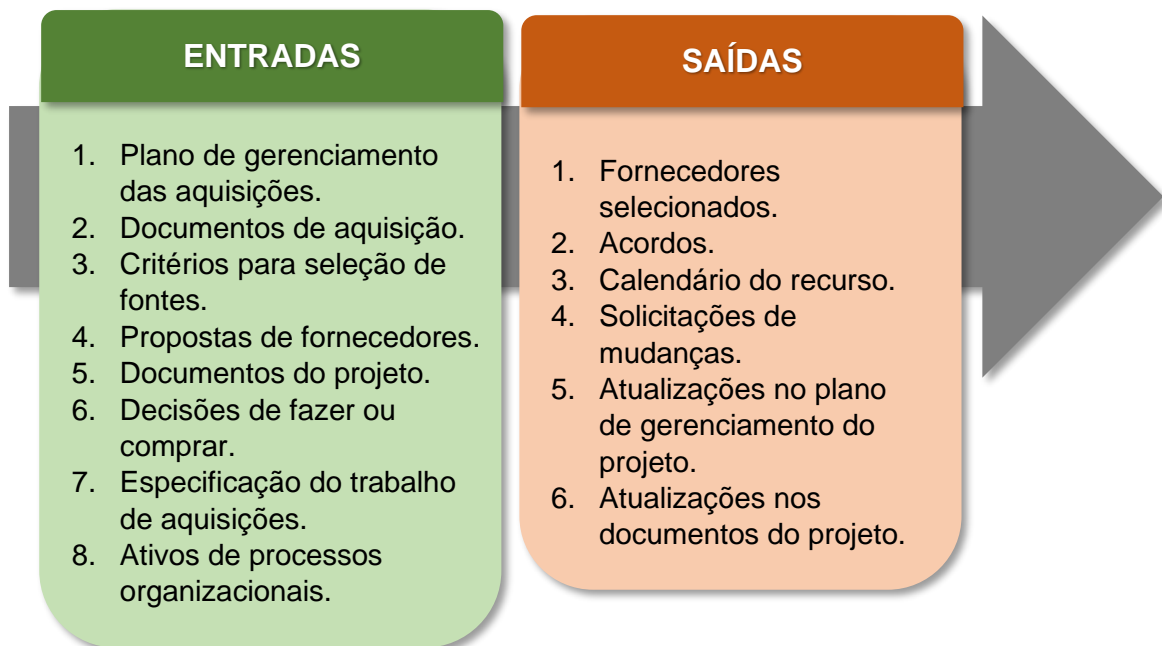 ENTRADAS
1. Plano de gerenciamento
das aquisições.
2. Documentos de aquisição.
3. Critérios para seleção de
fontes.
4. Propostas de fornecedores.
5. Documentos do projeto.
6. Decisões de fazer ou
comprar.
7. Especificação do trabalho
de aquisições.
8. Ativos de processos
organizacionais.
SAÍDAS
1. Fornecedores
selecionados.
2. Acordos.
3. Calendário do recurso.
4. Solicitações de
mudanças.
5. Atualizações no plano
de gerenciamento do
projeto.
6. Atualizações nos
documentos do projeto.